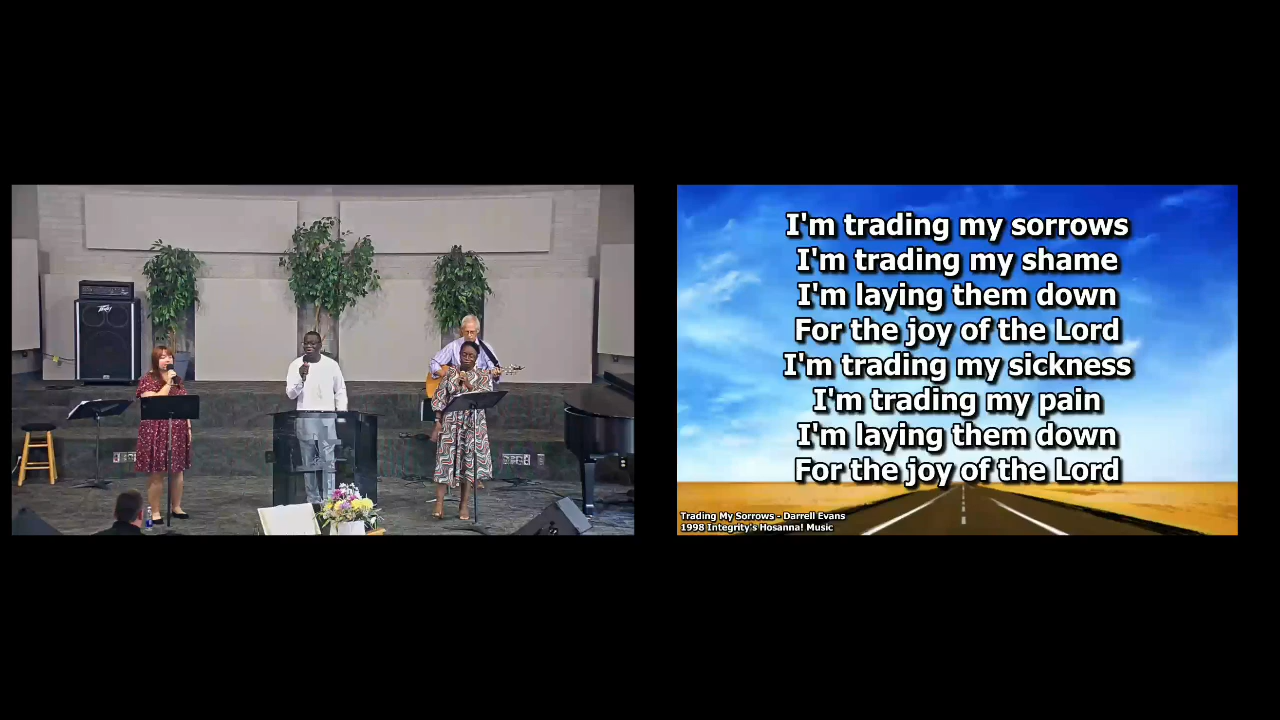 PEAVEY
I'm trading my sorrows
I'm trading my shame
I'm laying them down
For the joy of the Lord
I'm trading my sickness
I'm trading my pain
I'm laying them down
For the joy of the Lord
Trading My Sorrows - Darrell Evans
1998 Integrity's Hosanna! Music